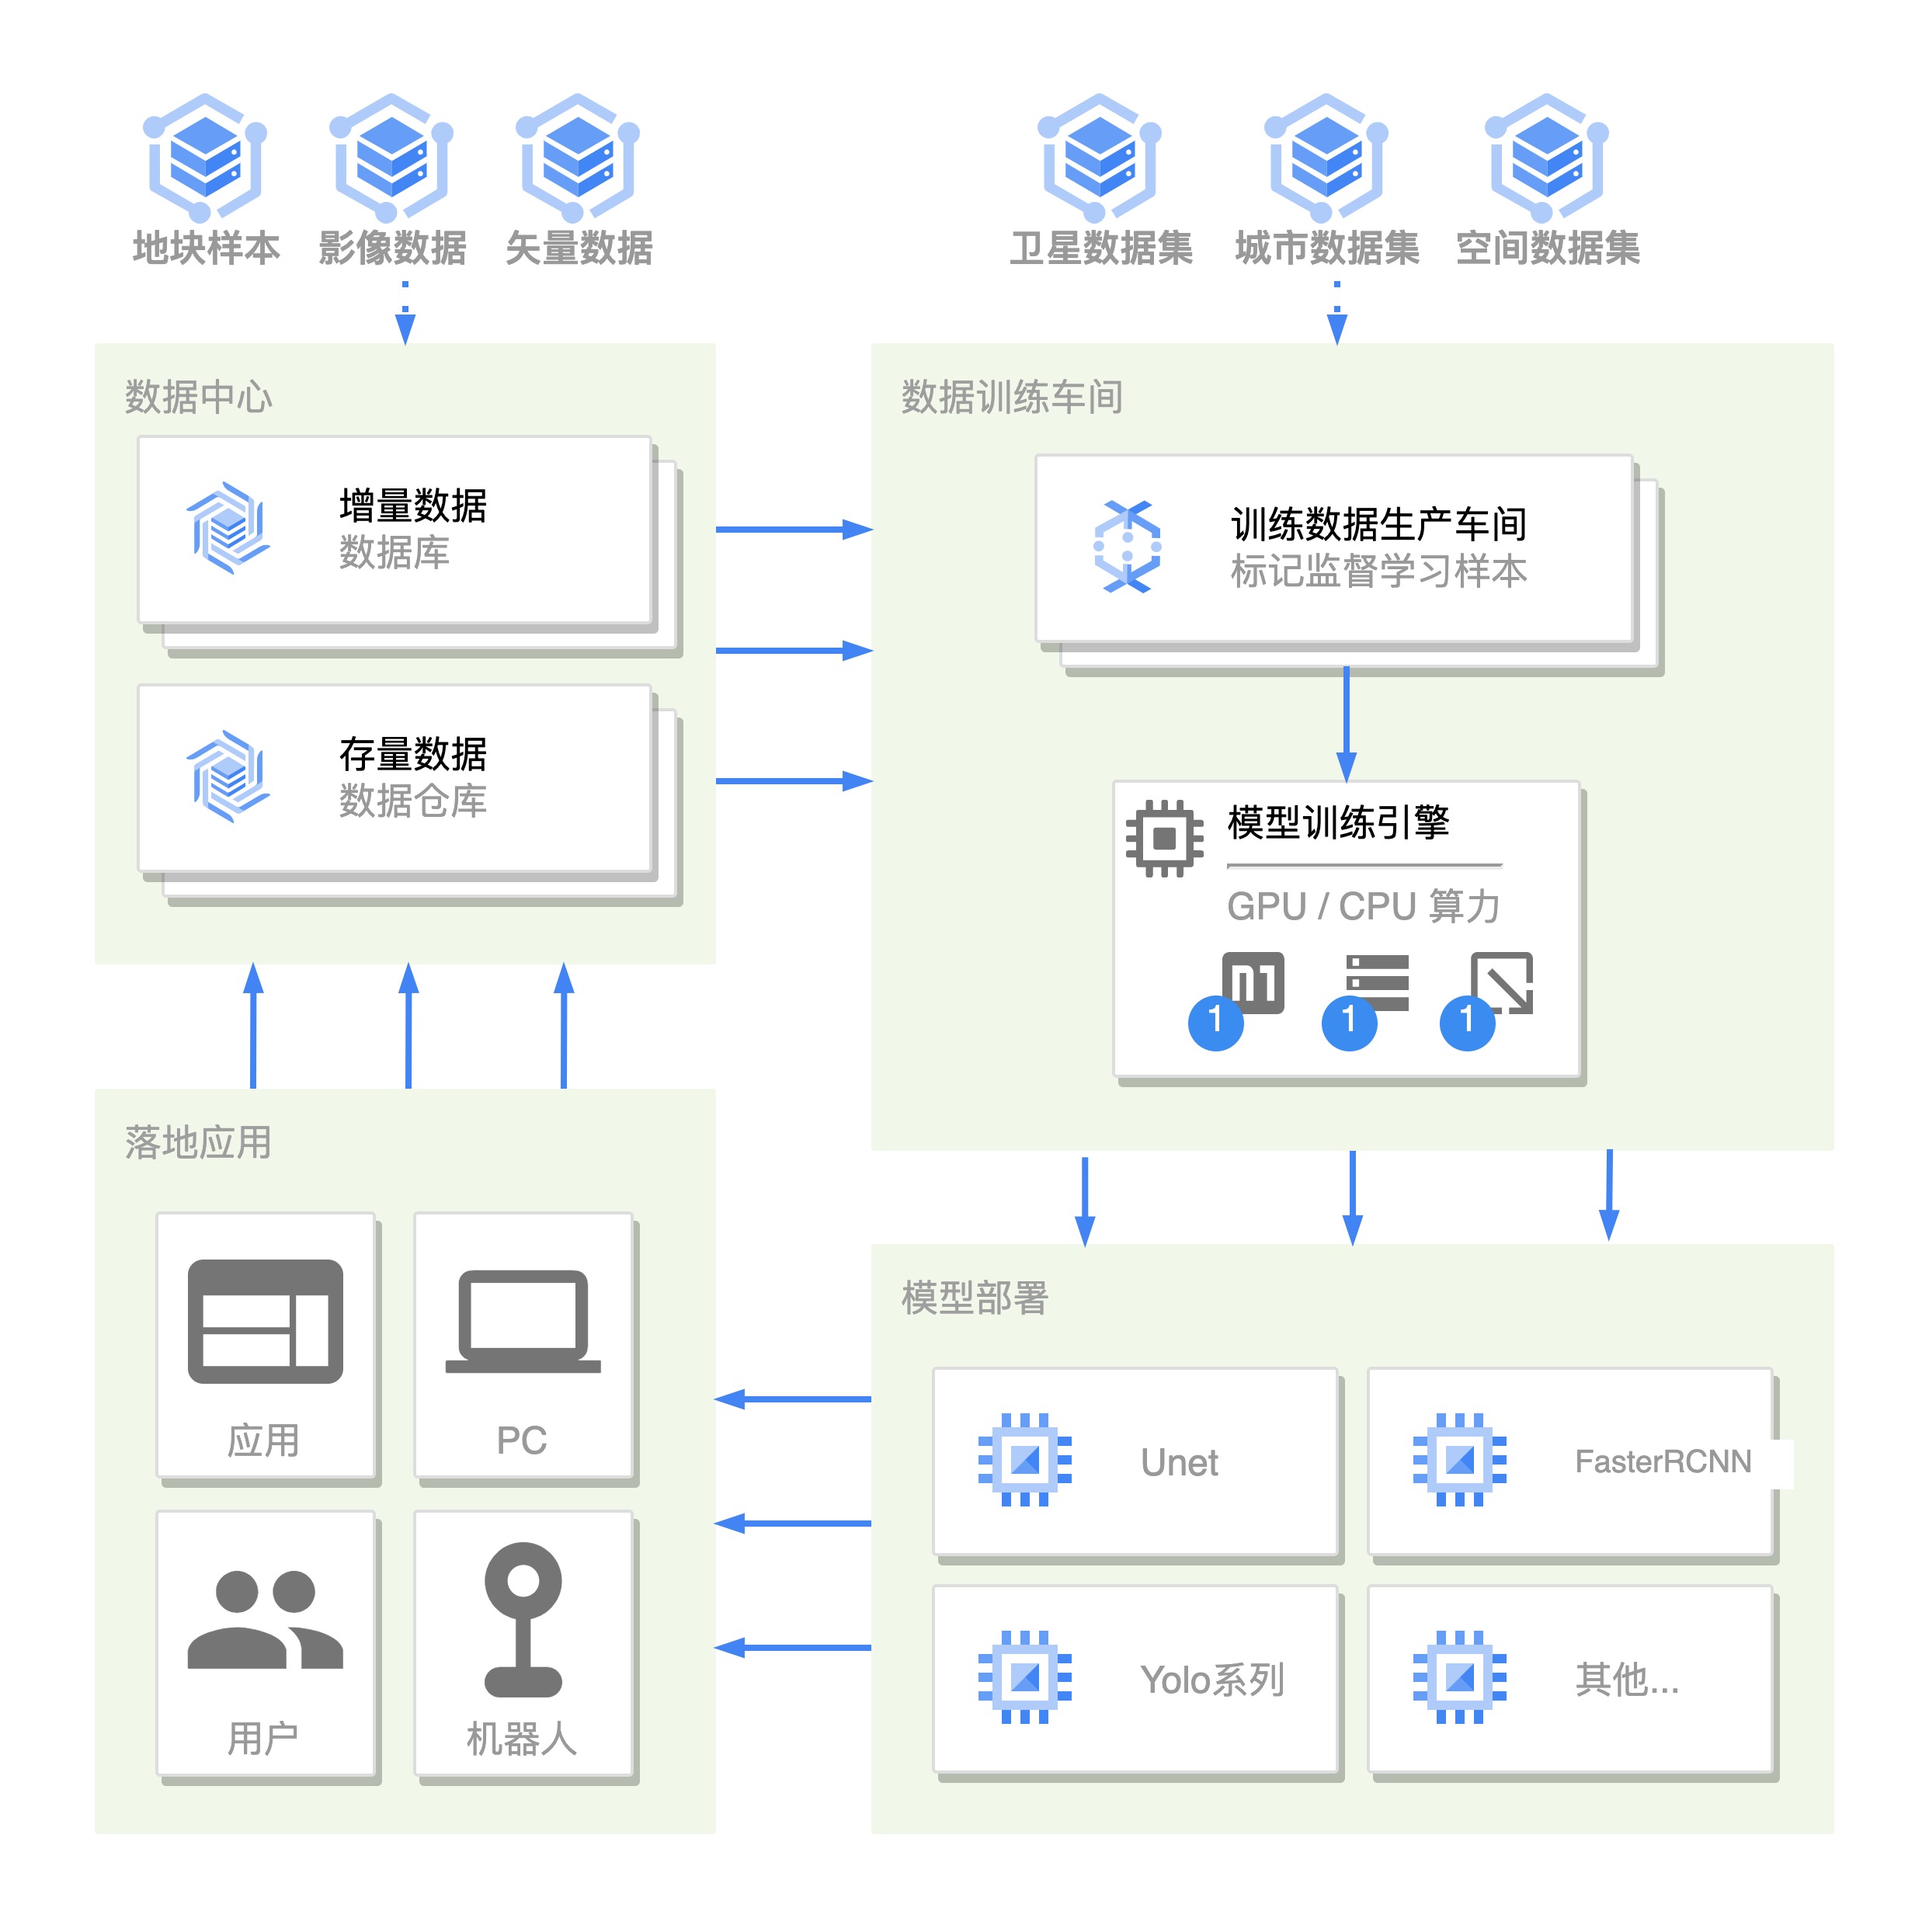 地块样本
影像数据
矢量数据
卫星数据集
城市数据集
空间数据集
数据中心
增量数据
数据库
存量数据
数据仓库
数据训练车间
训练数据生产车间
标记监督学习样本
模型训练引擎
GPU / CPU 算力
1
1
1
落地应用
应用
PC
用户
机器人
模型部署
Unet
FasterRCNN
Yolo系列
其他...